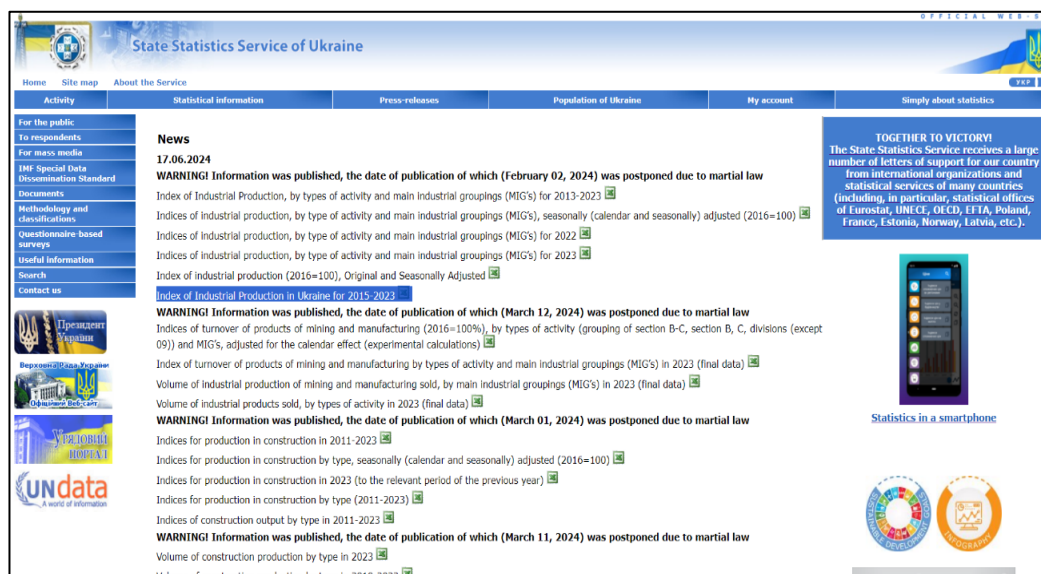 OFFICIAL WEB-S
State Statistics Service of Ukraine
Home Site map About the Service
УКР
Activity Statistical information Press-releases Population of Ukraine My account Simply about statistics
For the public
To respondents
For mass media
IMF Special Data
Dissemination Standard
Documents
Methodology and
classifications
Questionnaire-based
surveys
Useful information
Search
Contact us
Президент
України
Верховна Рада України
Офіційний Веб-сайт
Урядовий
портал
UNdata
A world of information
News
17.06.2024
WARNING! Information was published, the date of publication of which (February 02, 2024) was postponed due to martial law
Index of Industrial Production, by types of activity and main industrial groupings (MIG's) for 2013-2023
Indices of industrial production, by type of activity and main industrial groupings (MIG's), seasonally (calendar and seasonally) adjusted (2016=100)
Indices of industrial production, by type of activity and main industrial groupings (MIG's) for 2022
Indices of industrial production, by type of activity and main industrial groupings (MIG's) for 2023
Index of industrial production (2016=100), Original and Seasonally Adjusted
Index of Industrial Production in Ukraine for 2015-2023
WARNING! Information was published, the date of publication of which (March 12, 2024) was postponed due to martial law
Indices of turnover of products of mining and manufacturing (2016=100%), by types of activity (grouping of section B-C, section B, C, divisions (except
09)) and MIG's, adjusted for the calendar effect (experimental calculations)
Index of turnover of products of mining and manufacturing by types of activity and main industrial groupings (MIG's) in 2023 (final data)
Volume of industrial production of mining and manufacturing sold, by main industrial groupings (MIG's) in 2023 (final data)
Volume of industrial products sold, by types of activity in 2023 (final data)
WARNING! Information was published, the date of publication of which (March 01, 2024) was postponed due to martial law
Indices for production in construction in 2011-2023
Indices for production in construction by type, seasonally (calendar and seasonally) adjusted (2016=100)
Indices for production in construction in 2023 (to the relevant period of the previous year)
Indices for production in construction by type (2011-2023)
Indices of construction output by type in 2011-2023
WARNING! Information was published, the date of publication of which (March 11, 2024) was postponed due to martial law
Volume of construction production by type in 2023
TOGETHER TO VICTORY!
The State Statistics Service receives a large
number of letters of support for our country
from international organizations and
statistical services of many countries
(including, in particular, statistical offices
of Eurostat, UNECE, OECD, EFTA, Poland,
France, Estonia, Norway, Latvia, etc.).
Statistics in a smartphone
SUSTAINABLE DEVELOPMENT GOALS
INFOGRAPHY